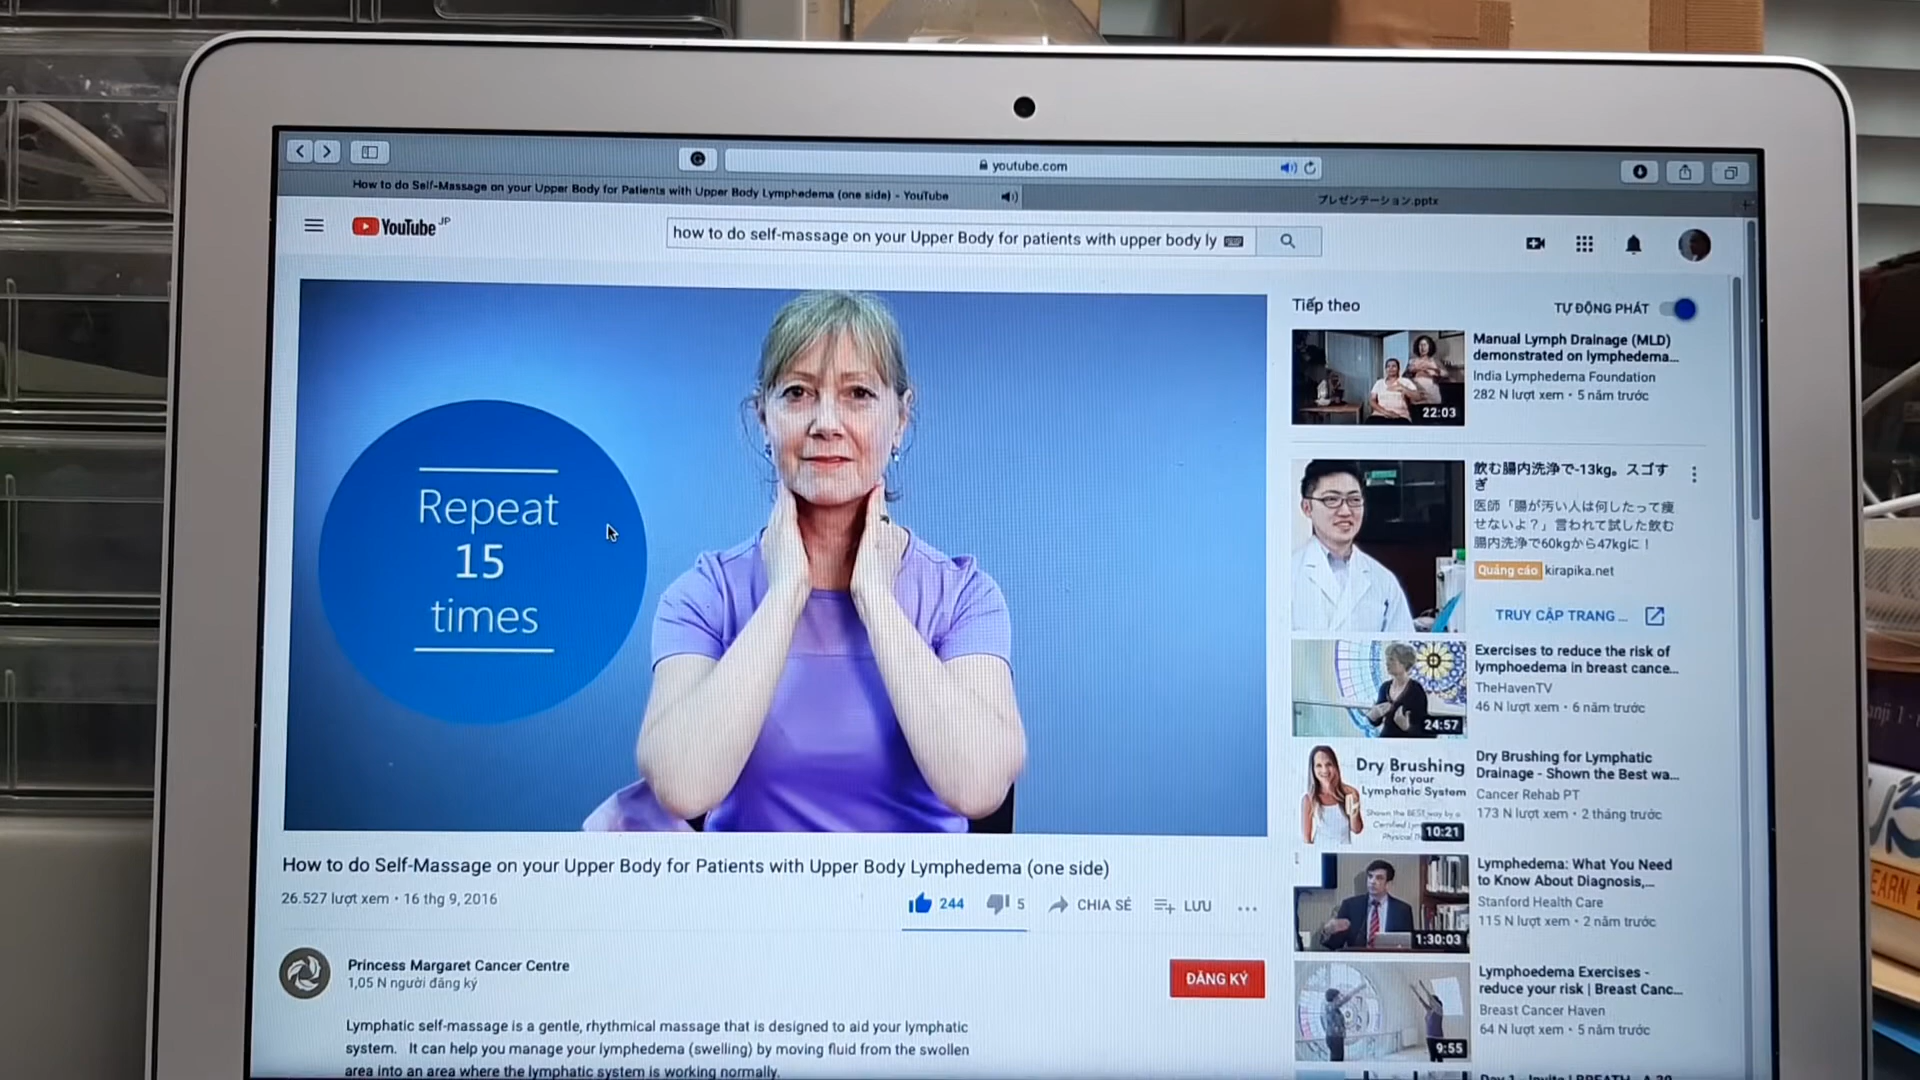 youtube.com
How to do Self-Massage on your Upper Body for Patients with Upper Body Lymphedema (one side) - YouTube
プレゼンテーション.pptx
YouTube JP
how to do self-massage on your Upper Body for patients with upper body ly
Repeat
15
times
How to do Self-Massage on your Upper Body for Patients with Upper Body Lymphedema (one side)
26.527 lượt xem • 16 thg 9, 2016
244
5
CHIA SẺ
LƯU
Princess Margaret Cancer Centre
1,05 N người đăng ký
ĐĂNG KÝ
Lymphatic self-massage is a gentle, rhythmical massage that is designed to aid your lymphatic
system. It can help you manage your lymphedema (swelling) by moving fluid from the swollen
area into an area where the lymphatic system is working normally.
Tiếp theo
TỰ ĐỘNG PHÁT
22:03
Manual Lymph Drainage (MLD)
demonstrated on lymphedema...
India Lymphedema Foundation
282 N lượt xem • 5 năm trước
飲む腸内洗浄で-13kg。スゴす
ぎ
医師「腸が汚い人は何したって痩
せないよ？」言われて試した飲む
腸内洗浄で60kgから47kgに！
Quảng cáo kirapika.net
TRUY CẬP TRANG ...
24:57
Exercises to reduce the risk of
lymphoedema in breast cance...
TheHavenTV
46 N lượt xem • 6 năm trước
Dry Brushing
for your
Lymphatic System
Shown the BEST way by a
10:21
Dry Brushing for Lymphatic
Drainage - Shown the Best wa...
Cancer Rehab PT
173 N lượt xem • 2 tháng trước
1:30:03
Lymphedema: What You Need
to Know About Diagnosis,...
Stanford Health Care
115 N lượt xem • 2 năm trước
9:55
Lymphoedema Exercises -
reduce your risk | Breast Canc...
Breast Cancer Haven
64 N lượt xem • 5 năm trước